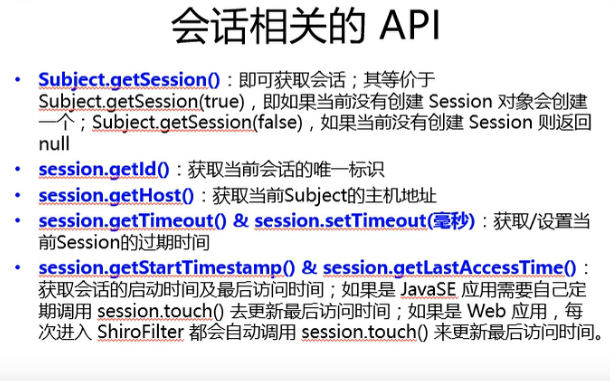 会话相关的 API
• Subject.getSession()：即可获取会话；其等价于
Subject.getSession(true)，即如果当前没有创建 Session 对象会创建
一个；Subject.getSession(false)，如果当前没有创建 Session 则返回
null
• session.getId()：获取当前会话的唯一标识
• session.getHost()：获取当前Subject的主机地址
• session.getTimeout() & session.setTimeout(毫秒)：获取/设置当
前Session的过期时间
• session.getStartTimestamp() & session.getLastAccessTime()：
获取会话的启动时间及最后访问时间；如果是 JavaSE 应用需要自己定
期调用 session.touch() 去更新最后访问时间；如果是 Web 应用，每
次进入 ShiroFilter 都会自动调用 session.touch() 来更新最后访问时间。